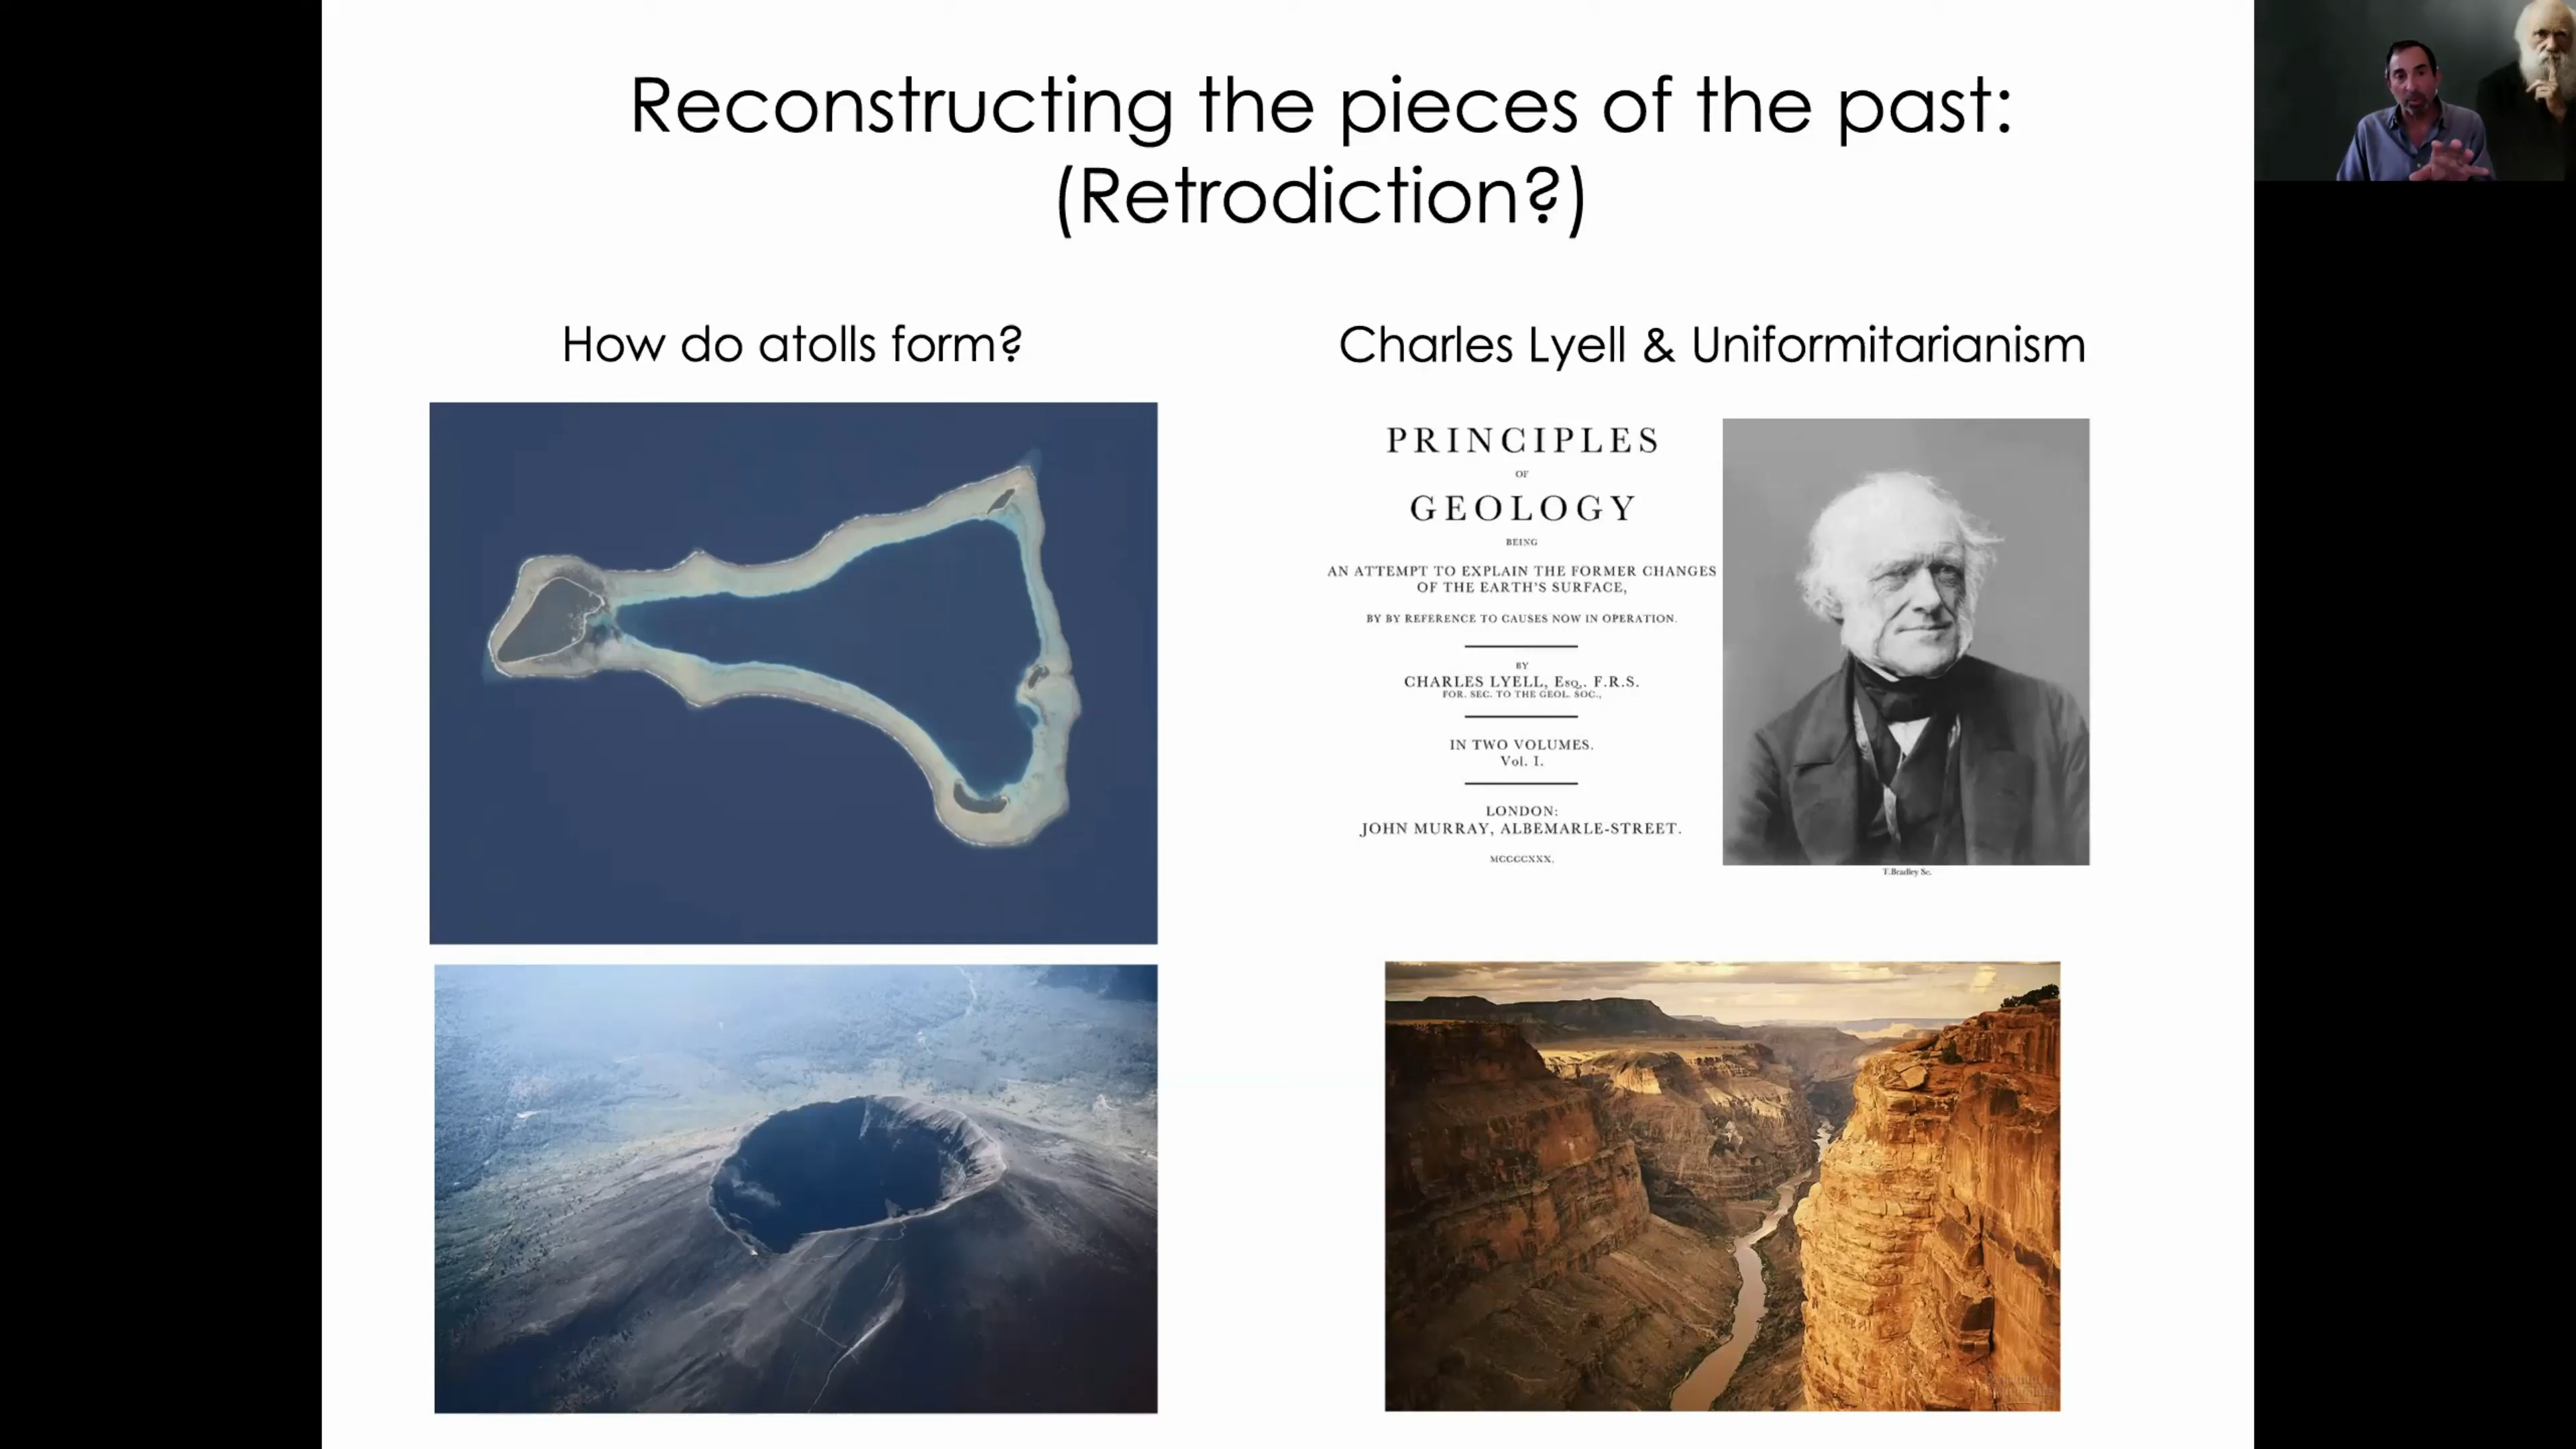 Reconstructing the pieces of the past:
(Retrodiction?)
How do atolls form?
Charles Lyell & Uniformitarianism
PRINCIPLES
OF
GEOLOGY
BEING
AN ATTEMPT TO EXPLAIN THE FORMER CHANGES
OF THE EARTH'S SURFACE,
BY BY REFERENCE TO CAUSES NOW IN OPERATION.
BY
CHARLES LYELL, Esq,. F.R.S.
FOR. SEC. TO THE GEOL. SOC.,
IN TWO VOLUMES.
Vol. I.
LONDON:
JOHN MURRAY, ALBEMARLE-STREET.
MCCCCXXX.
T.Bradley Sc.